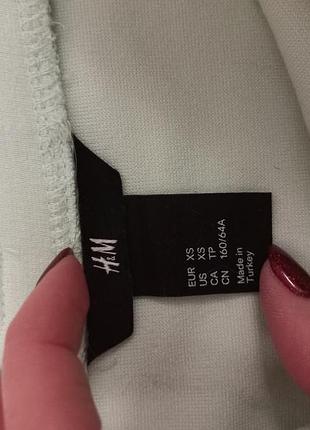 H&M
EUR XS
US XS
CA TP
CN 160/64A
Made in
Turkey